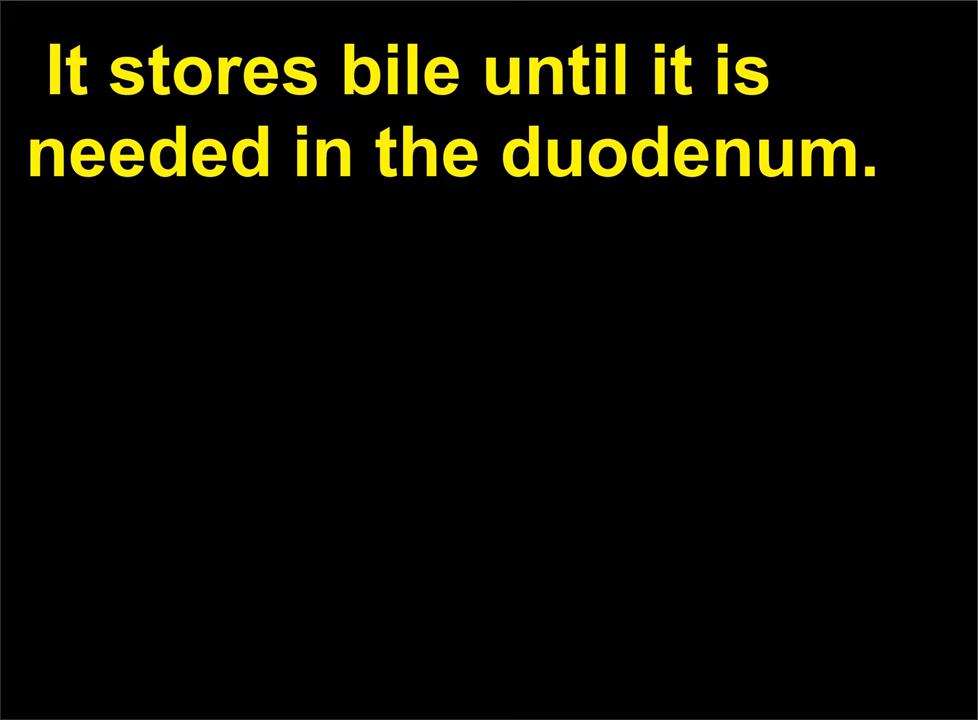 It stores bile until it is
needed in the duodenum.